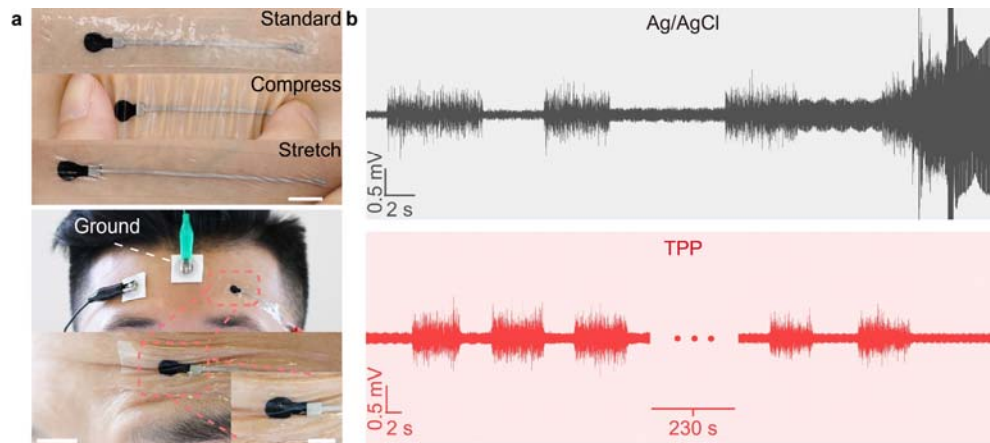 a
Standard
Compress
Stretch
Ground
b
Ag/AgCl
0.5 mV
2 s
TPP
0.5 mV
2 s
230 s